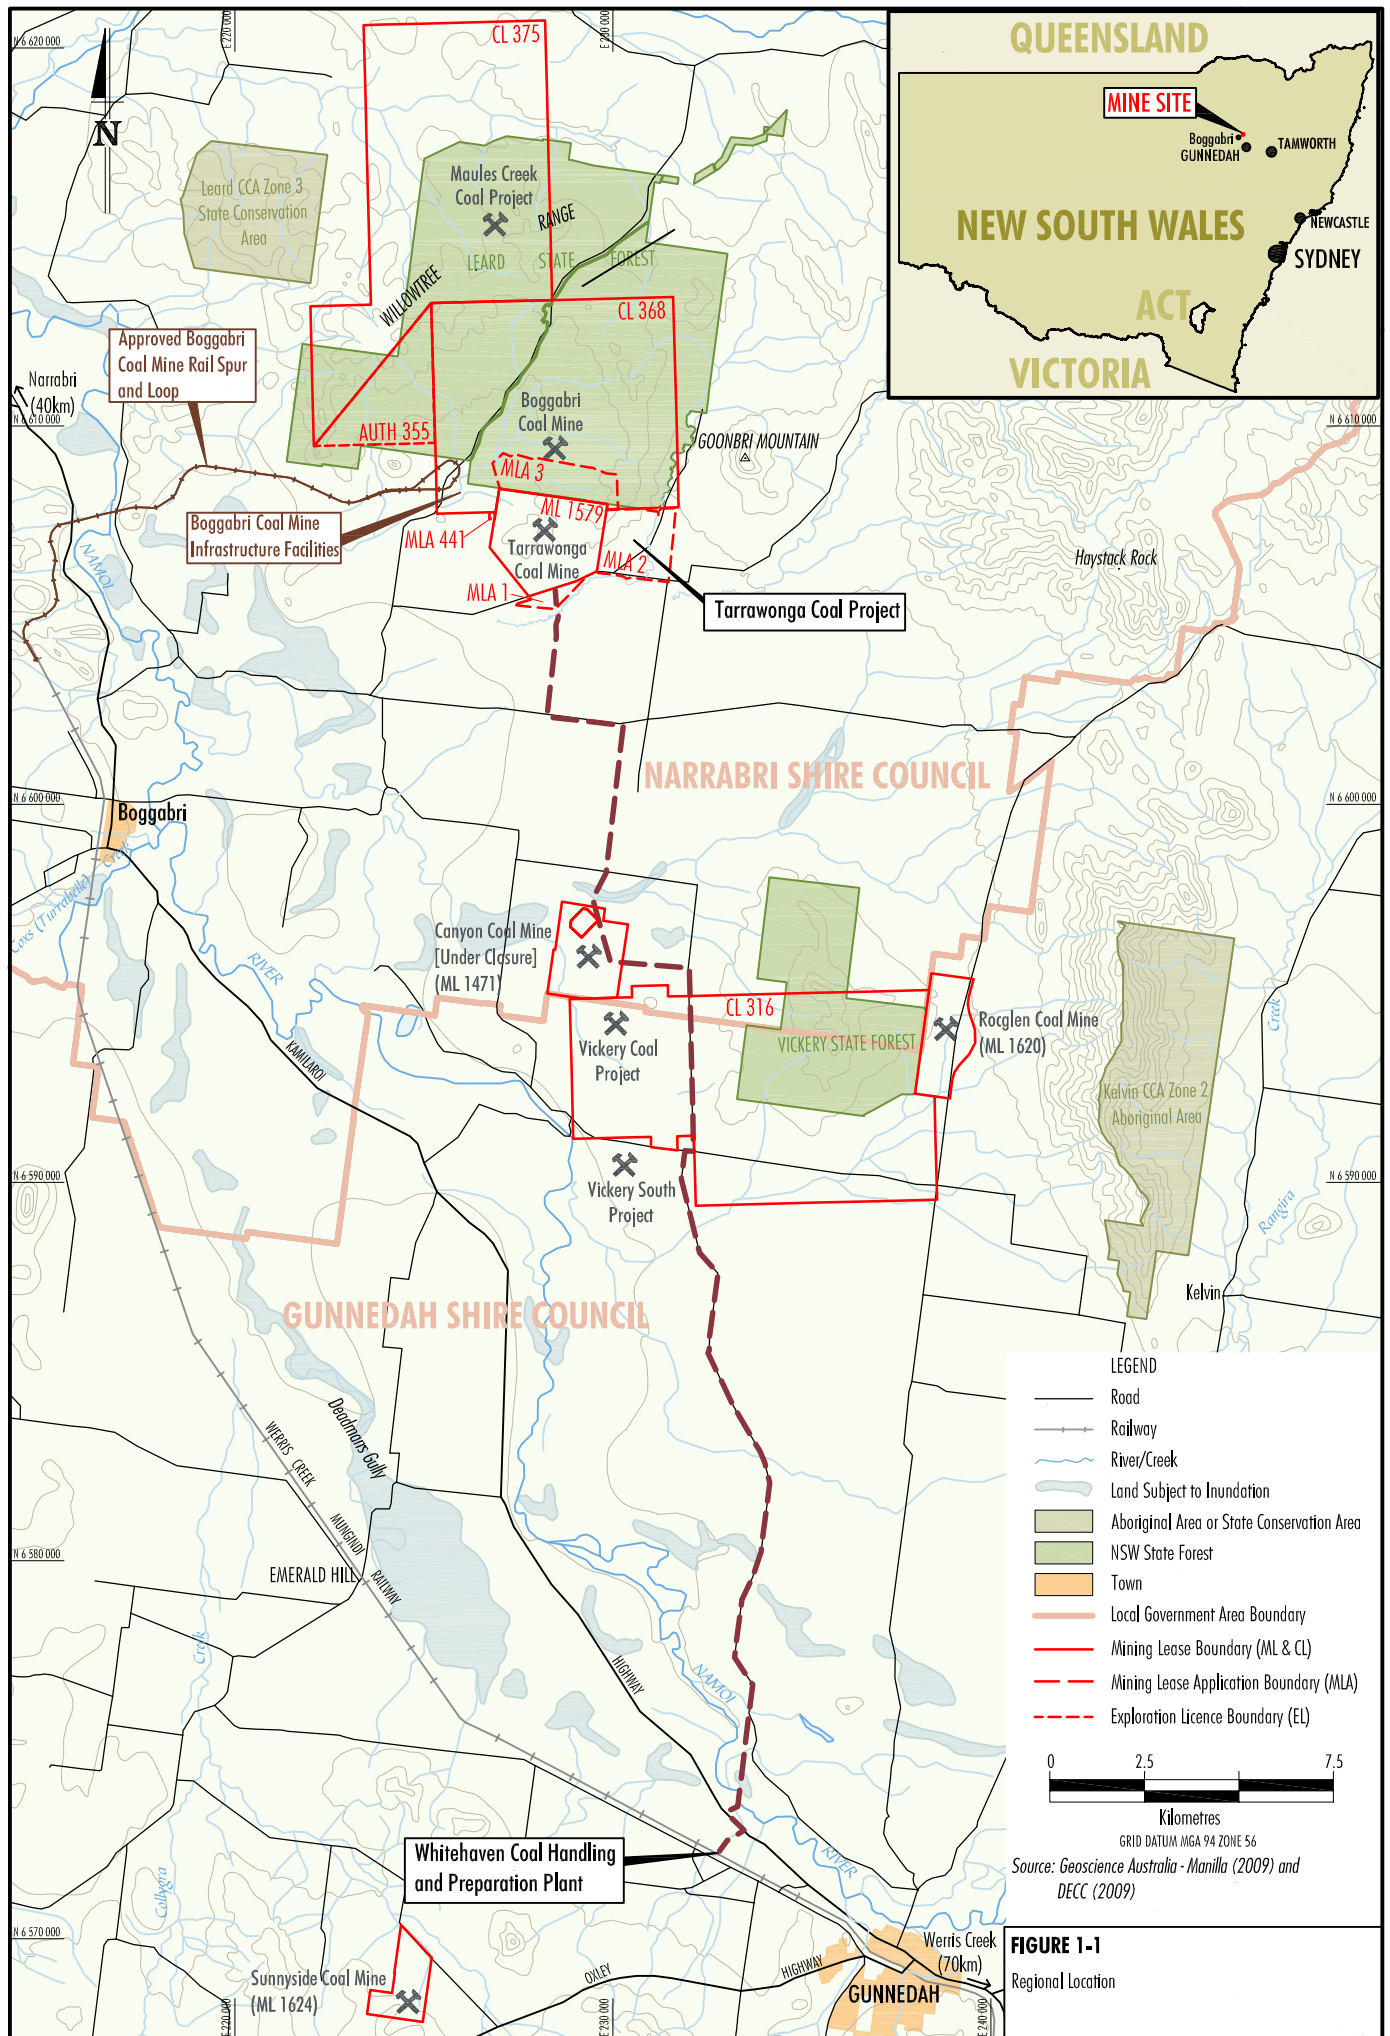 N 6 620 000
E 220 000
E 230 000
CL 375
QUEENSLAND
MINE SITE
Boggabri
GUNNEDAH
TAMWORTH
NEW SOUTH WALES
NEWCASTLE
SYDNEY
ACT
VICTORIA
N
Leard CCA Zone 3
State Conservation
Area
Maules Creek
Coal Project
RANGE
LEARD STATE FOREST
WILLOWTREE
CL 368
Approved Boggabri
Coal Mine Rail Spur
and Loop
Narrabri
(40km)
N 6 610 000
N 6 610 000
AUTH 355
Boggabri
Coal Mine
GOONBRI MOUNTAIN
MLA 3
ML 1579
Boggabri Coal Mine
Infrastructure Facilities
MLA 441
Tarrawonga
Coal Mine
MLA 2
MLA 1
Haystack Rock
NAMOI
Tarrawonga Coal Project
NARRABRI SHIRE COUNCIL
N 6 600 000
N 6 600 000
Boggabri
Coxs (Turrabeile) Creek
RIVER
Canyon Coal Mine
[Under Closure]
(ML 1471)
CL 316
Vickery Coal
Project
VICKERY STATE FOREST
Rocglen Coal Mine
(ML 1620)
Creek
KAMILAROI
Kelvin CCA Zone 2
Aboriginal Area
N 6 590 000
N 6 590 000
Vickery South
Project
Rangira
Kelvin
GUNNEDAH SHIRE COUNCIL
Deadmans Gully
WERRIS CREEK MUNGINDI RAILWAY
EMERALD HILL
N 6 580 000
Creek
HIGHWAY
NAMOI
LEGEND
Road
Railway
River/Creek
Land Subject to Inundation
Aboriginal Area or State Conservation Area
NSW State Forest
Town
Local Government Area Boundary
Mining Lease Boundary (ML & CL)
Mining Lease Application Boundary (MLA)
Exploration Licence Boundary (EL)
0 2.5 7.5
Kilometres
GRID DATUM MGA 94 ZONE 56
Source: Geoscience Australia - Manilla (2009) and
DECC (2009)
Whitehaven Coal Handling
and Preparation Plant
RIVER
Collygra
N 6 570 000
Sunnyside Coal Mine
(ML 1624)
OXLEY HIGHWAY
Werris Creek
(70km)
GUNNEDAH
E 220 000
E 230 000
E 240 000
FIGURE 1-1
Regional Location